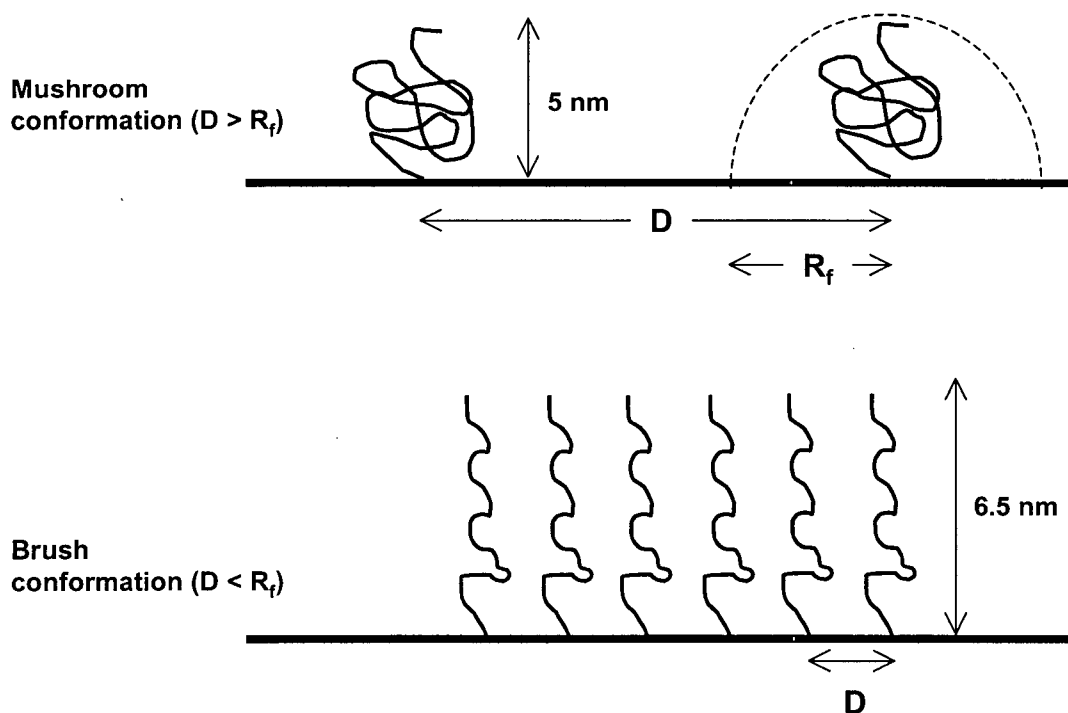 Mushroom
conformation (D > Rf)
5 nm
D
Rf
Brush
conformation (D < Rf)
6.5 nm
D